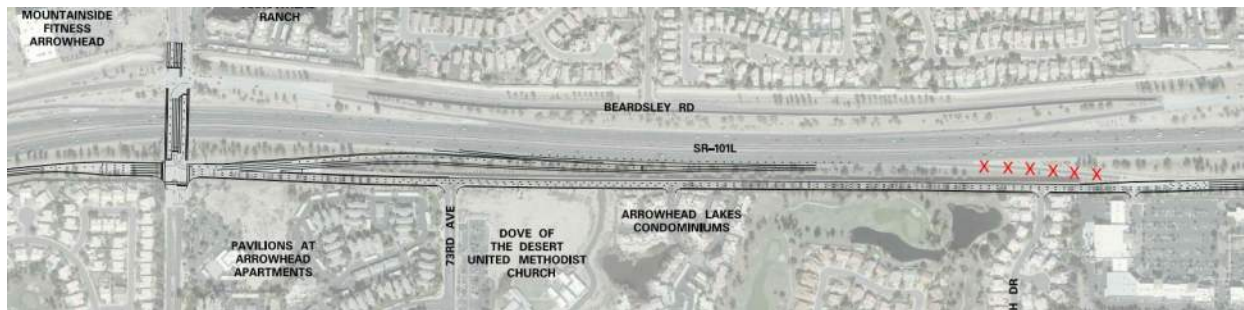 MOUNTAINSIDE
FITNESS
ARROWHEAD
RANCH
BEARDSLEY RD
SR-101L
X X X X X X
ARROWHEAD LAKES
CONDOMINIUMS
73RD AVE
DOVE OF
THE DESERT
UNITED METHODIST
CHURCH
PAVILIONS AT
ARROWHEAD
APARTMENTS
H DR